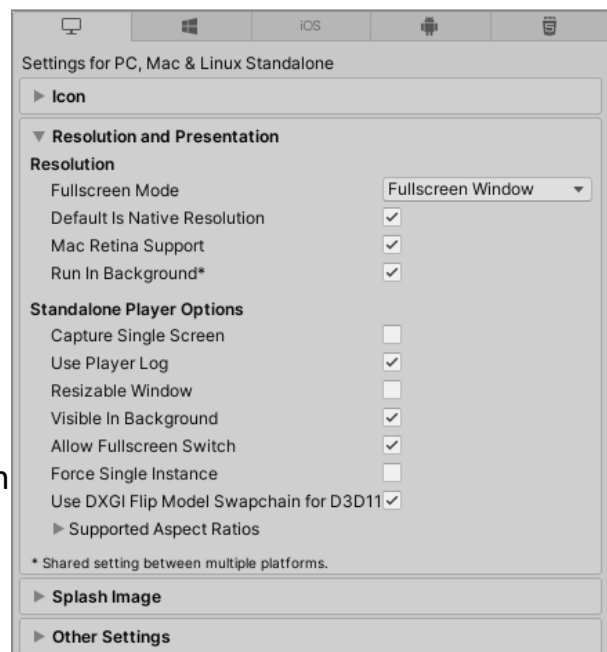 iOS
Settings for PC, Mac & Linux Standalone
Icon
Resolution and Presentation
Resolution
Fullscreen Mode Fullscreen Window
Default Is Native Resolution
Mac Retina Support
Run In Background*
Standalone Player Options
Capture Single Screen
Use Player Log
Resizable Window
Visible In Background
Allow Fullscreen Switch
Force Single Instance
Use DXGI Flip Model Swapchain for D3D11
Supported Aspect Ratios
* Shared setting between multiple platforms.
Splash Image
Other Settings